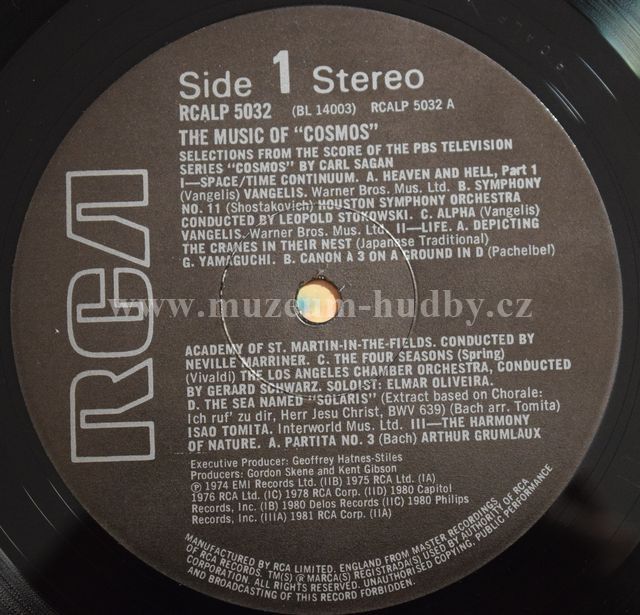 Side 1 Stereo
RCALP 5032 (BL 14003) RCALP 5032 A
THE MUSIC OF "COSMOS"
SELECTIONS FROM THE SCORE OF THE PBS TELEVISION
SERIES "COSMOS" BY CARL SAGAN
I—SPACE/TIME CONTINUUM. A. HEAVEN AND HELL, Part 1
(Vangelis) VANGELIS. Warner Bros. Mus. Ltd. B. SYMPHONY
NO. 11 (Shostakovich) HOUSTON SYMPHONY ORCHESTRA
CONDUCTED BY LEOPOLD STOKOWSKI. C. ALPHA (Vangelis)
VANGELIS. Warner Bros. Mus. Ltd. II—LIFE. A. DEPICTING
THE CRANES IN THEIR NEST (Japanese Traditional)
G. YAMAGUCHI. B. CANON À 3 ON A GROUND IN D (Pachelbel)
RCA
www.muzeum-hudby.cz
ACADEMY OF ST. MARTIN-IN-THE-FIELDS. CONDUCTED BY
NEVILLE MARRINER. C. THE FOUR SEASONS (Spring)
(Vivaldi) THE LOS ANGELES CHAMBER ORCHESTRA, CONDUCTED
BY GERARD SCHWARZ. SOLOIST: ELMAR OLIVEIRA.
D. THE SEA NAMED "SOLARIS" (Extract based on Chorale:
Ich ruf' zu dir, Herr Jesu Christ, BWV 639) (Bach arr. Tomita)
ISAO TOMITA. Interworld Mus. Ltd. III—THE HARMONY
OF NATURE. A. PARTITA NO. 3 (Bach) ARTHUR GRUMLAUX
Executive Producer: Geoffrey Hatnes-Stiles
Producers: Gordon Skene and Kent Gibson
℗ 1974 EMI Records Ltd. (IIB) 1975 RCA Ltd. (IA)
1976 RCA Ltd. (IC) 1978 RCA Corp. (IID) 1980 Capitol
Records, Inc. (IB) 1980 Delos Records (IIC) 1980 Philips
Records, Inc. (IIIA) 1981 RCA Corp. (IIA)
MANUFACTURED BY RCA LIMITED, ENGLAND FROM MASTER RECORDINGS
OF RCA RECORDS. TM(S) ® MARCA(S) REGISTRADA(S) USED BY AUTHORITY OF RCA
CORPORATION. ALL RIGHTS RESERVED. UNAUTHORISED COPYING, PUBLIC PERFORMANCE
AND BROADCASTING OF THIS RECORD FORBIDDEN.